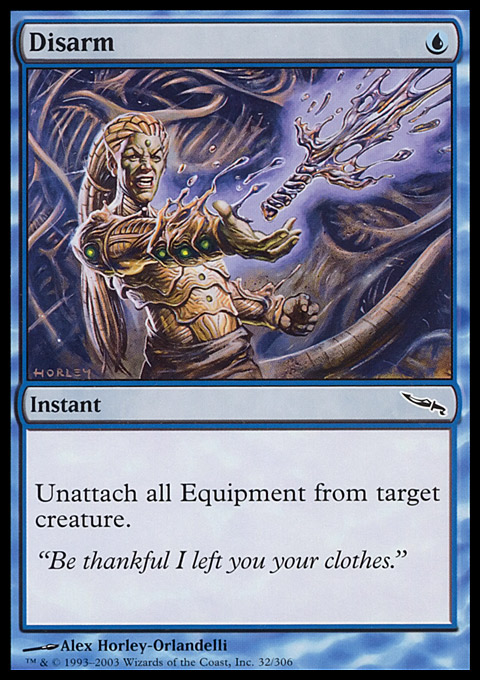 Disarm
HORLEY
Instant
Unattach all Equipment from target
creature.
“Be thankful I left you your clothes.”
Alex Horley-Orlandelli
™ & © 1993–2003 Wizards of the Coast, Inc. 32/306